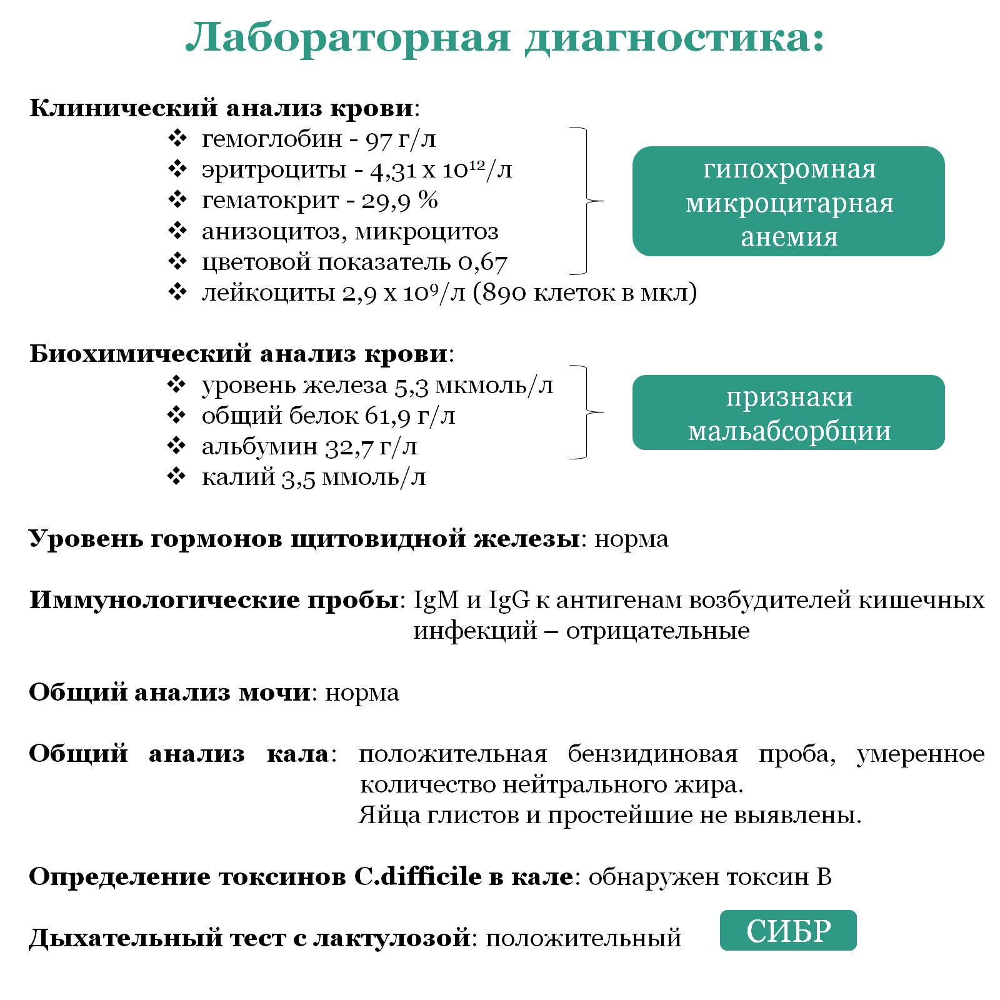 Лабораторная диагностика:
Клинический анализ крови:
❖ гемоглобин - 97 г/л
❖ эритроциты - 4,31 х 10¹²/л
❖ гематокрит - 29,9 %
❖ анизоцитоз, микроцитоз
❖ цветовой показатель 0,67
❖ лейкоциты 2,9 х 10⁹/л (890 клеток в мкл)
гипохромная
микроцитарная
анемия
Биохимический анализ крови:
❖ уровень железа 5,3 мкмоль/л
❖ общий белок 61,9 г/л
❖ альбумин 32,7 г/л
❖ калий 3,5 ммоль/л
признаки
мальабсорбции
Уровень гормонов щитовидной железы: норма
Иммунологические пробы: IgM и IgG к антигенам возбудителей кишечных
инфекций – отрицательные
Общий анализ мочи: норма
Общий анализ кала: положительная бензидиновая проба, умеренное
количество нейтрального жира.
Яйца глистов и простейшие не выявлены.
Определение токсинов C.difficile в кале: обнаружен токсин В
Дыхательный тест с лактулозой: положительный
СИБР